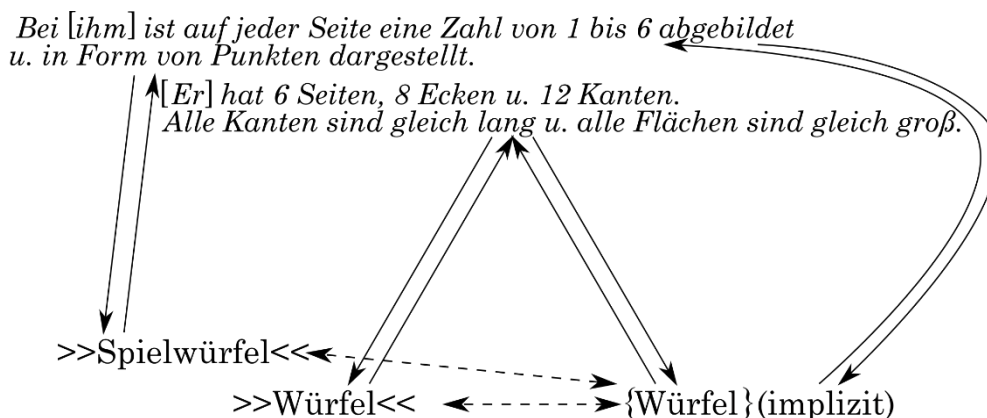 Bei [ihm] ist auf jeder Seite eine Zahl von 1 bis 6 abgebildet
u. in Form von Punkten dargestellt.
[Er] hat 6 Seiten, 8 Ecken u. 12 Kanten.
Alle Kanten sind gleich lang u. alle Flächen sind gleich groß.
>>Spielwürfel<<
>>Würfel<< {Würfel}(implizit)